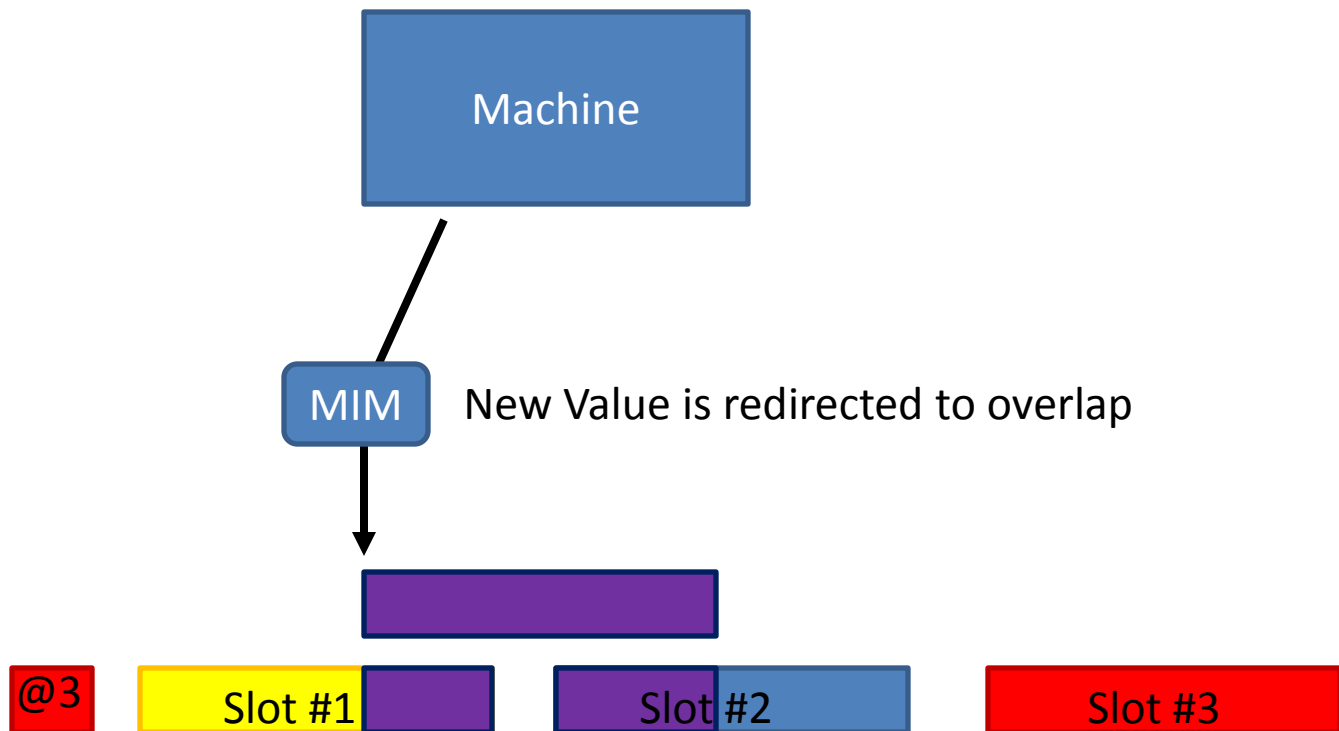 Machine
MIM
New Value is redirected to overlap
@3
Slot #1
Slot #2
Slot #3